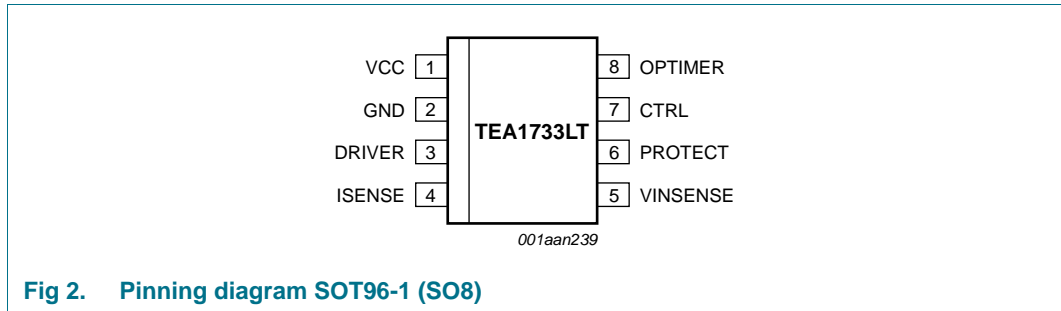 VCC 1 8 OPTIMER
GND 2 7 CTRL
TEA1733LT
DRIVER 3 6 PROTECT
ISENSE 4 5 VINSENSE
001aan239
Fig 2. Pinning diagram SOT96-1 (SO8)